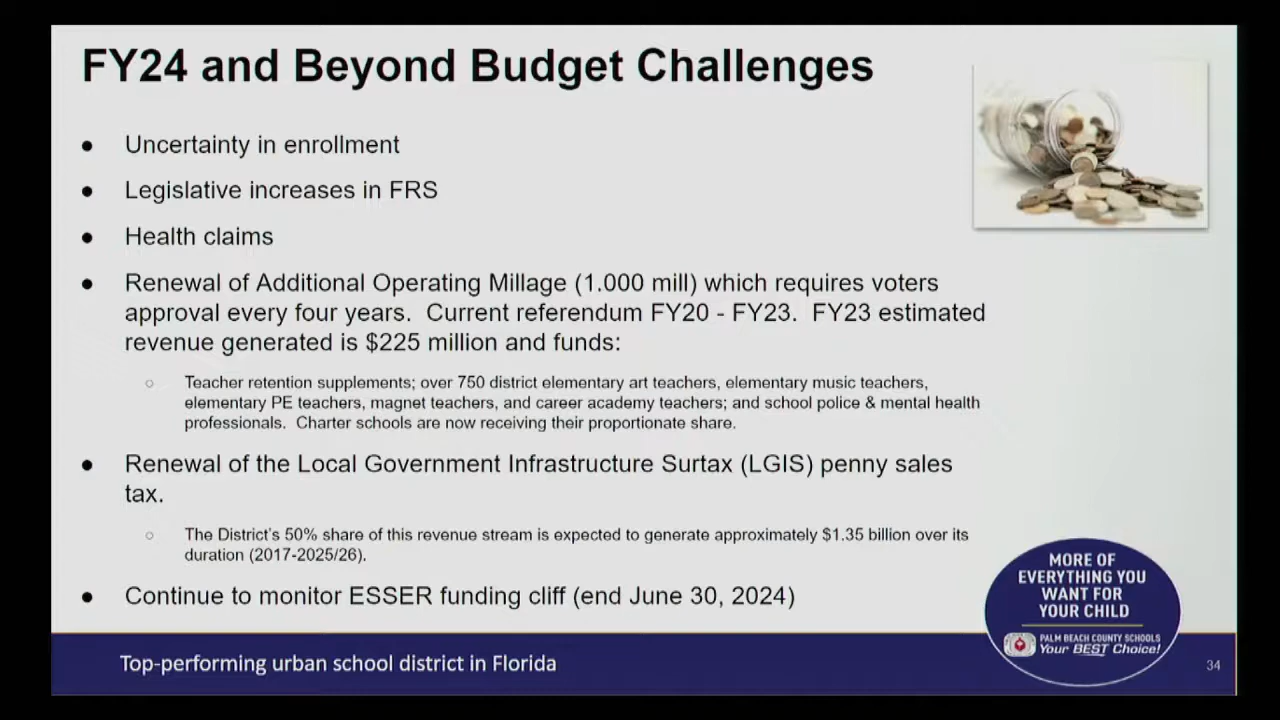 FY24 and Beyond Budget Challenges
● Uncertainty in enrollment
● Legislative increases in FRS
● Health claims
● Renewal of Additional Operating Millage (1.000 mill) which requires voters
approval every four years.  Current referendum FY20 - FY23.  FY23 estimated
revenue generated is $225 million and funds:
○ Teacher retention supplements; over 750 district elementary art teachers, elementary music teachers,
elementary PE teachers, magnet teachers, and career academy teachers; and school police & mental health
professionals.  Charter schools are now receiving their proportionate share.
● Renewal of the Local Government Infrastructure Surtax (LGIS) penny sales
tax.
○ The District's 50% share of this revenue stream is expected to generate approximately $1.35 billion over its
duration (2017-2025/26).
● Continue to monitor ESSER funding cliff (end June 30, 2024)
MORE OF
EVERYTHING YOU
WANT FOR
YOUR CHILD
PALM BEACH COUNTY SCHOOLS
Your BEST Choice!
Top-performing urban school district in Florida
34